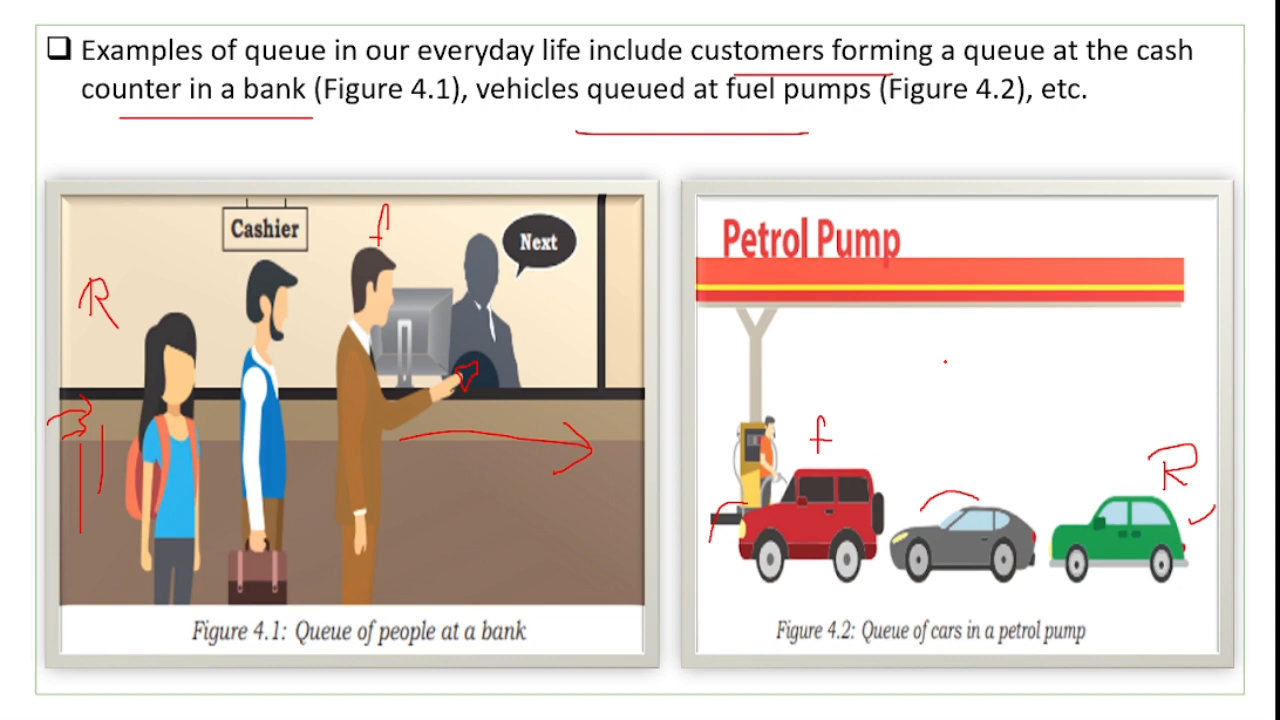 ❑ Examples of queue in our everyday life include customers forming a queue at the cash
counter in a bank (Figure 4.1), vehicles queued at fuel pumps (Figure 4.2), etc.
Cashier
f
Next
R
Figure 4.1: Queue of people at a bank
Petrol Pump
f
R
Figure 4.2: Queue of cars in a petrol pump